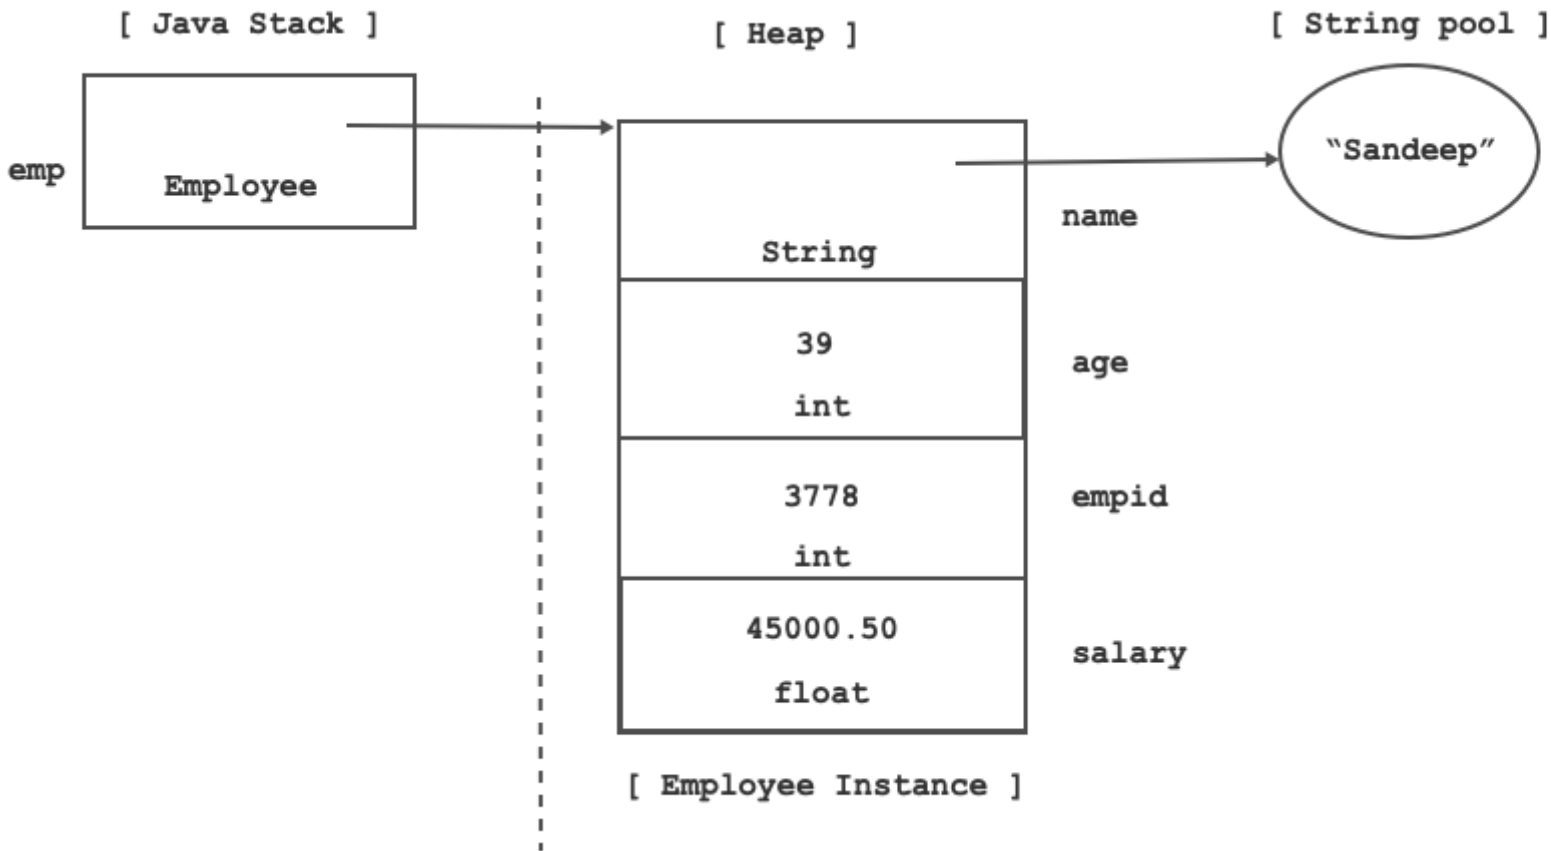 [ Java Stack ]
[ Heap ]
[ String pool ]
emp
Employee
String
name
“Sandeep”
39
int
age
3778
int
empid
45000.50
float
salary
[ Employee Instance ]